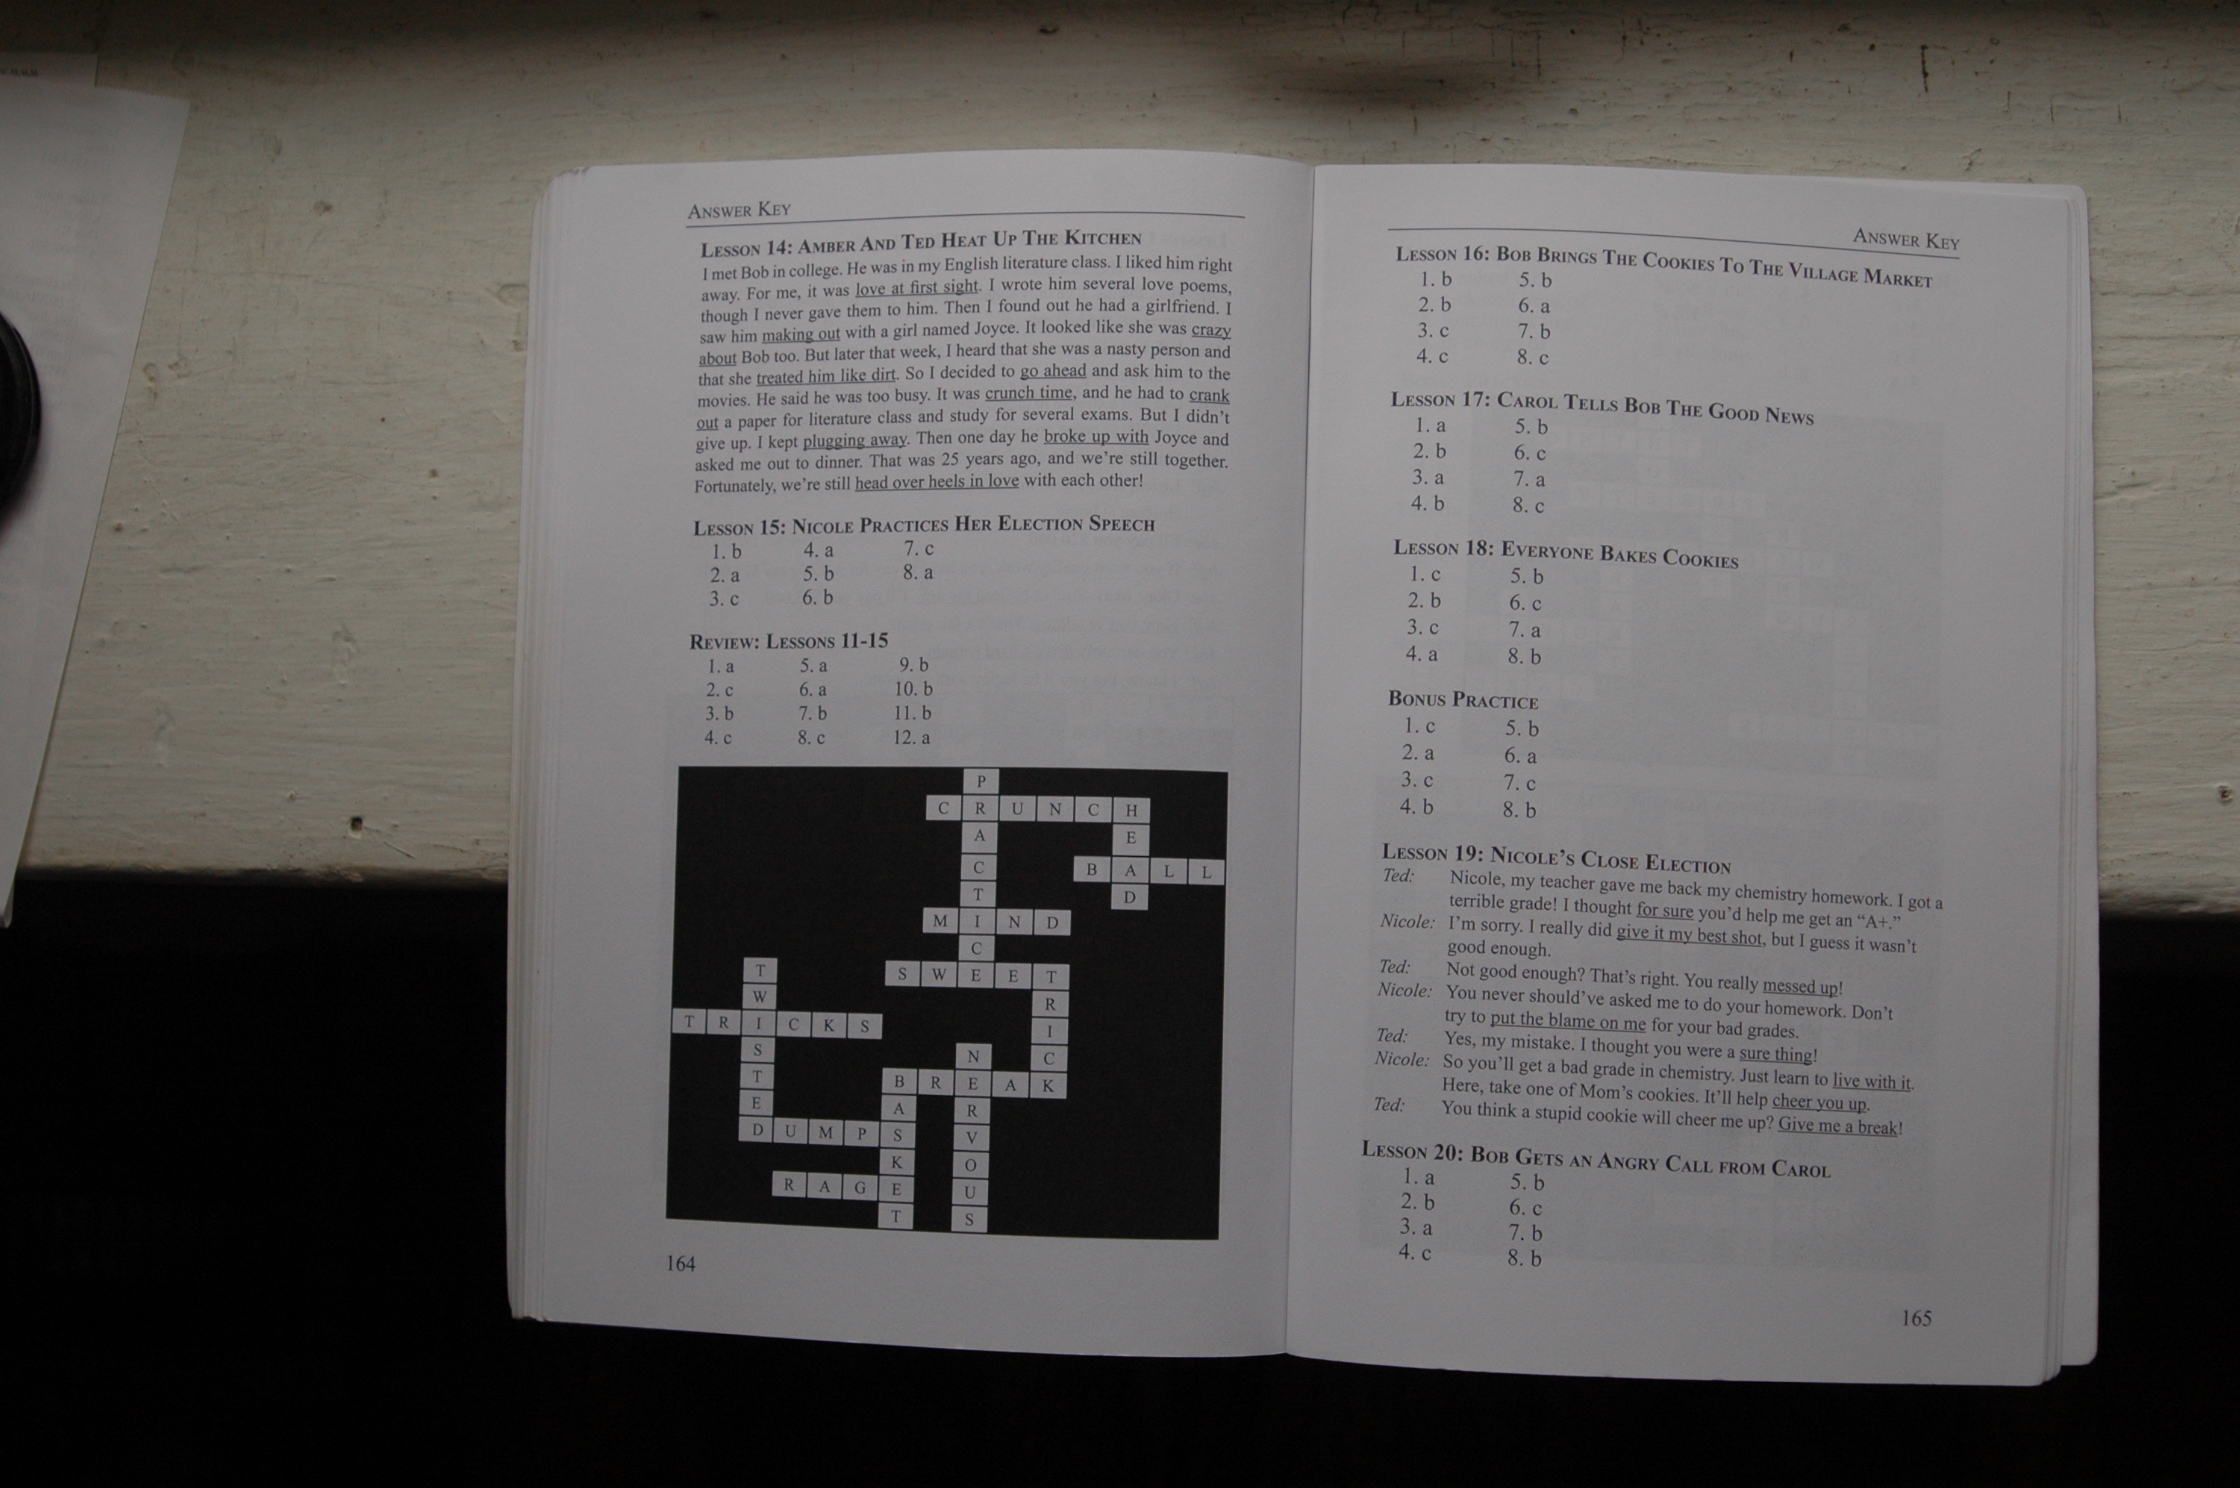 ANSWER KEY
LESSON 14: AMBER AND TED HEAT UP THE KITCHEN
I met Bob in college. He was in my English literature class. I liked him right
away. For me, it was love at first sight. I wrote him several love poems,
though I never gave them to him. Then I found out he had a girlfriend. I
saw him making out with a girl named Joyce. It looked like she was crazy
about Bob too. But later that week, I heard that she was a nasty person and
that she treated him like dirt. So I decided to go ahead and ask him to the
movies. He said he was too busy. It was crunch time, and he had to crank
out a paper for literature class and study for several exams. But I didn't
give up. I kept plugging away. Then one day he broke up with Joyce and
asked me out to dinner. That was 25 years ago, and we're still together.
Fortunately, we're still head over heels in love with each other!
LESSON 15: NICOLE PRACTICES HER ELECTION SPEECH
1. b 4. a 7. c
2. a 5. b 8. a
3. c 6. b
REVIEW: LESSONS 11-15
1. a 5. a 9. b
2. c 6. a 10. b
3. b 7. b 11. b
4. c 8. c 12. a
P
C R U N C H
A E
C B A L L
T D
M I N D
C
T S W E E T
W R
T R I C K S I
S N C
T B R E A K
E A R
D U M P S V
K O
R A G E U
T S
164
ANSWER KEY
LESSON 16: BOB BRINGS THE COOKIES TO THE VILLAGE MARKET
1. b 5. b
2. b 6. a
3. c 7. b
4. c 8. c
LESSON 17: CAROL TELLS BOB THE GOOD NEWS
1. a 5. b
2. b 6. c
3. a 7. a
4. b 8. c
LESSON 18: EVERYONE BAKES COOKIES
1. c 5. b
2. b 6. c
3. c 7. a
4. a 8. b
BONUS PRACTICE
1. c 5. b
2. a 6. a
3. c 7. c
4. b 8. b
LESSON 19: NICOLE'S CLOSE ELECTION
Ted: Nicole, my teacher gave me back my chemistry homework. I got a
terrible grade! I thought for sure you'd help me get an "A+."
Nicole: I'm sorry. I really did give it my best shot, but I guess it wasn't
good enough.
Ted: Not good enough? That's right. You really messed up!
Nicole: You never should've asked me to do your homework. Don't
try to put the blame on me for your bad grades.
Ted: Yes, my mistake. I thought you were a sure thing!
Nicole: So you'll get a bad grade in chemistry. Just learn to live with it.
Here, take one of Mom's cookies. It'll help cheer you up.
Ted: You think a stupid cookie will cheer me up? Give me a break!
LESSON 20: BOB GETS AN ANGRY CALL FROM CAROL
1. a 5. b
2. b 6. c
3. a 7. b
4. c 8. b
165